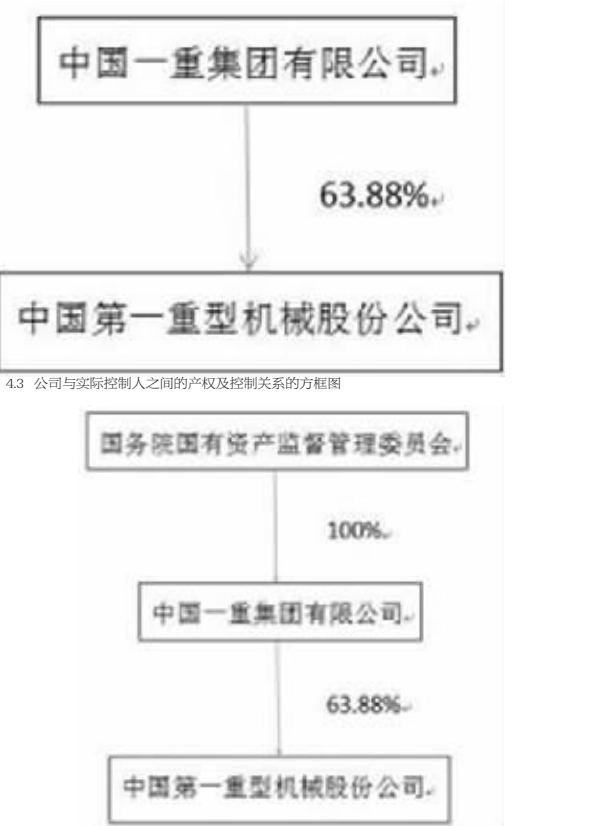 中国一重集团有限公司
63.88%
中国第一重型机械股份公司
4.3 公司与实际控制人之间的产权及控制关系的方框图
国务院国有资产监督管理委员会
100%
中国一重集团有限公司
63.88%
中国第一重型机械股份公司